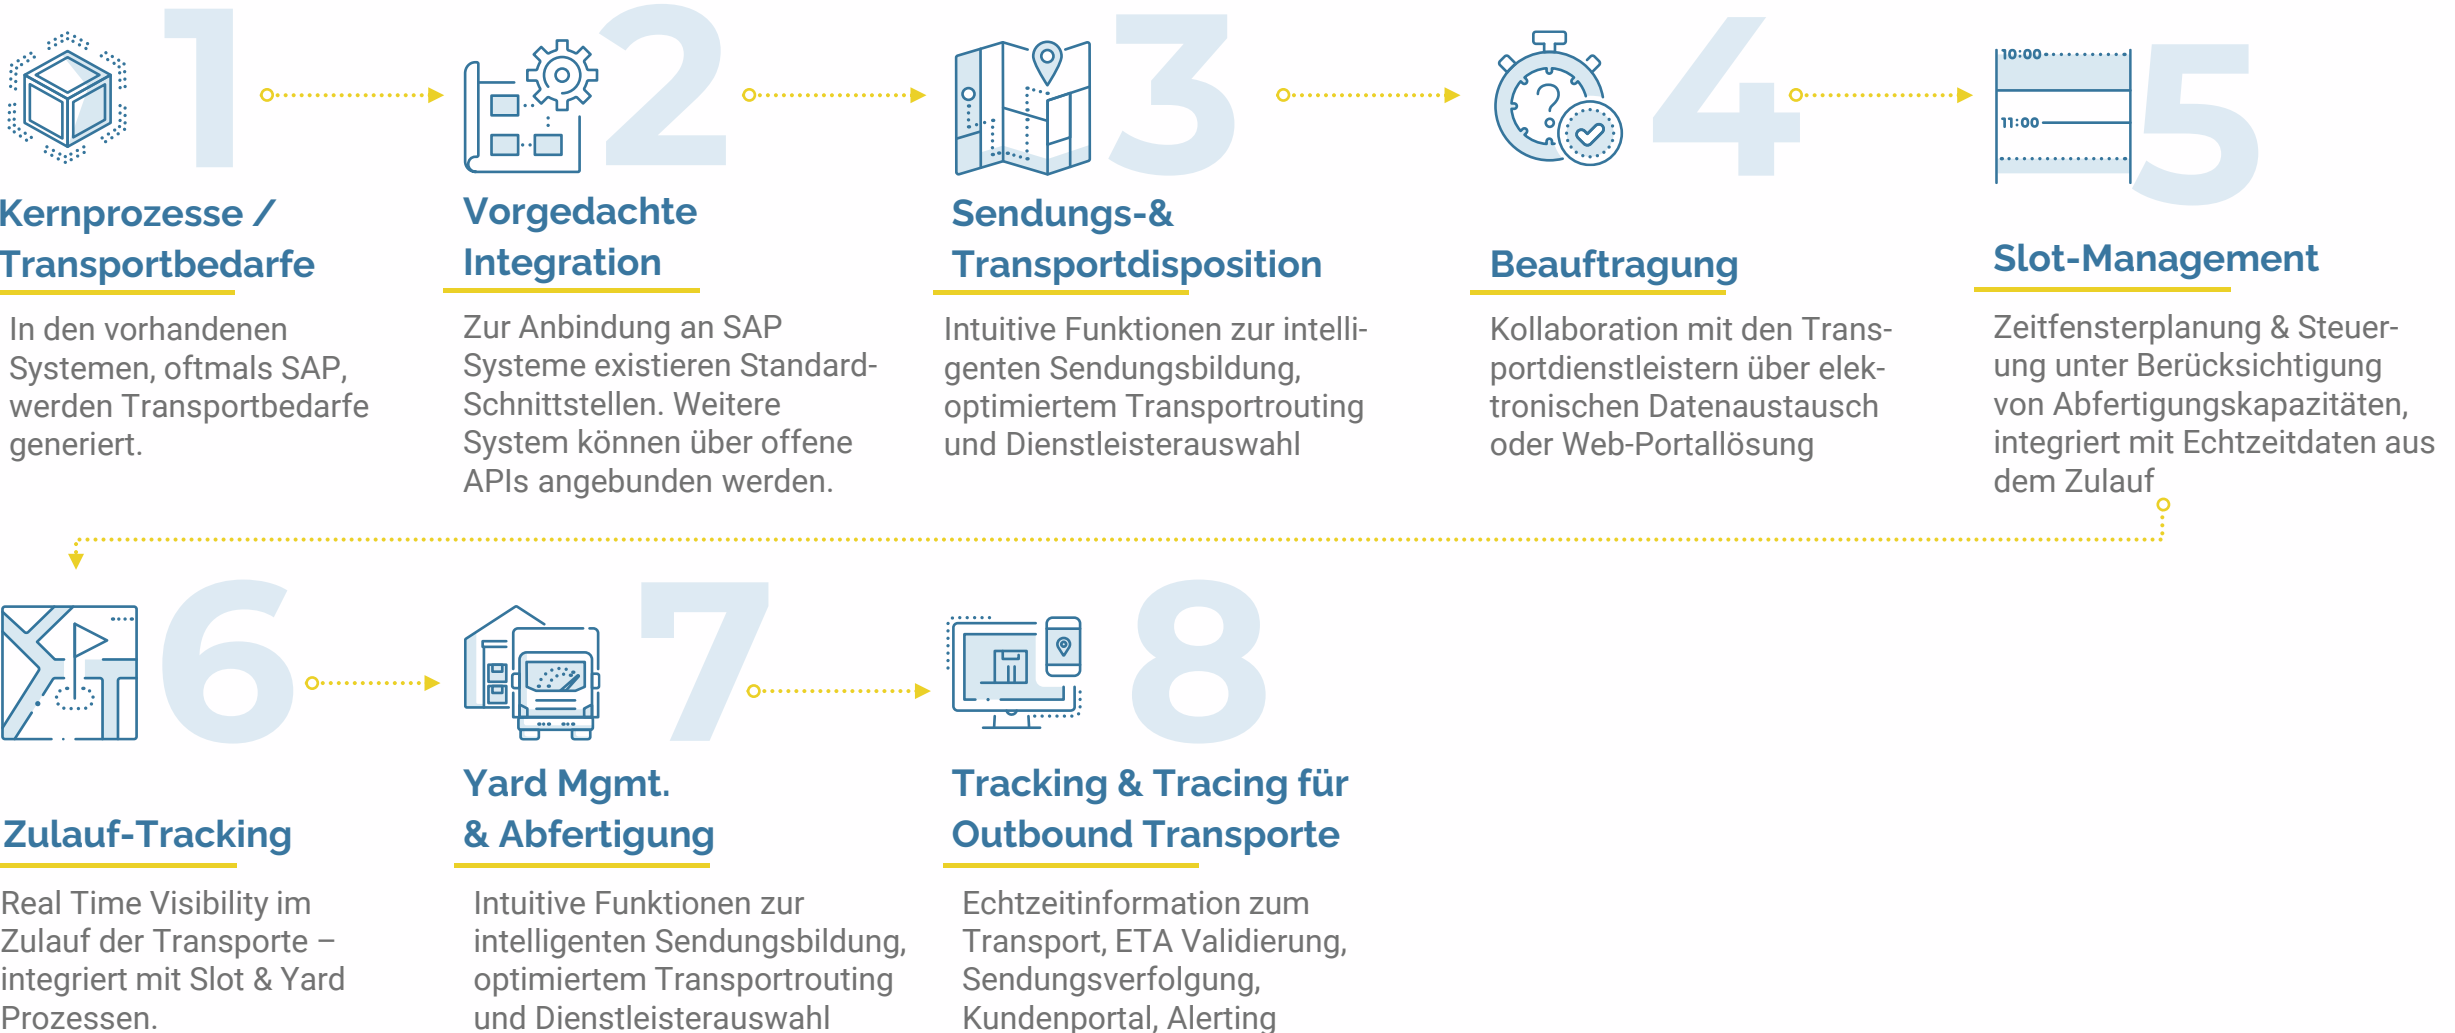 1
Kernprozesse /
Transportbedarfe
In den vorhandenen
Systemen, oftmals SAP,
werden Transportbedarfe
generiert.
2
Vorgedachte
Integration
Zur Anbindung an SAP
Systeme existieren Standard-
Schnittstellen. Weitere
System können über offene
APIs angebunden werden.
3
Sendungs-&
Transportdisposition
Intuitive Funktionen zur intelli-
genten Sendungsbildung,
optimiertem Transportrouting
und Dienstleisterauswahl
?
4
Beauftragung
Kollaboration mit den Trans-
portdienstleistern über elek-
tronischen Datenaustausch
oder Web-Portallösung
10:00
11:00
5
Slot-Management
Zeitfensterplanung & Steuer-
ung unter Berücksichtigung
von Abfertigungskapazitäten,
integriert mit Echtzeitdaten aus
dem Zulauf
6
Zulauf-Tracking
Real Time Visibility im
Zulauf der Transporte –
integriert mit Slot & Yard
Prozessen.
7
Yard Mgmt.
& Abfertigung
Intuitive Funktionen zur
intelligenten Sendungsbildung,
optimiertem Transportrouting
und Dienstleisterauswahl
8
Tracking & Tracing für
Outbound Transporte
Echtzeitinformation zum
Transport, ETA Validierung,
Sendungsverfolgung,
Kundenportal, Alerting